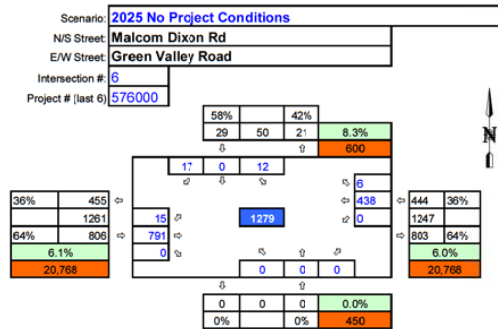 Scenario: 2025 No Project Conditions
N/S Street: Malcom Dixon Rd
E/W Street: Green Valley Road
Intersection #: 6
Project # (last 6) 576000
58% 42%
29 50 21 8.3%
⇩ ⇧ 600
N
17 0 12
⬃ ⇩ ⬂
36% 455 ⇦ ⬁ 6 ⇦ 444 36%
1261 15 ⬀ 1279 ⇦ 438 1247
64% 806 ⇨ 791 ⇨ ⬃ 0 ⇨ 803 64%
6.1% 0 ⬂ 6.0%
20,768 ⬁ ⇧ ⬀ 20,768
0 0 0
⇩ ⇧
0 0 0 0.0%
0% 0% 450